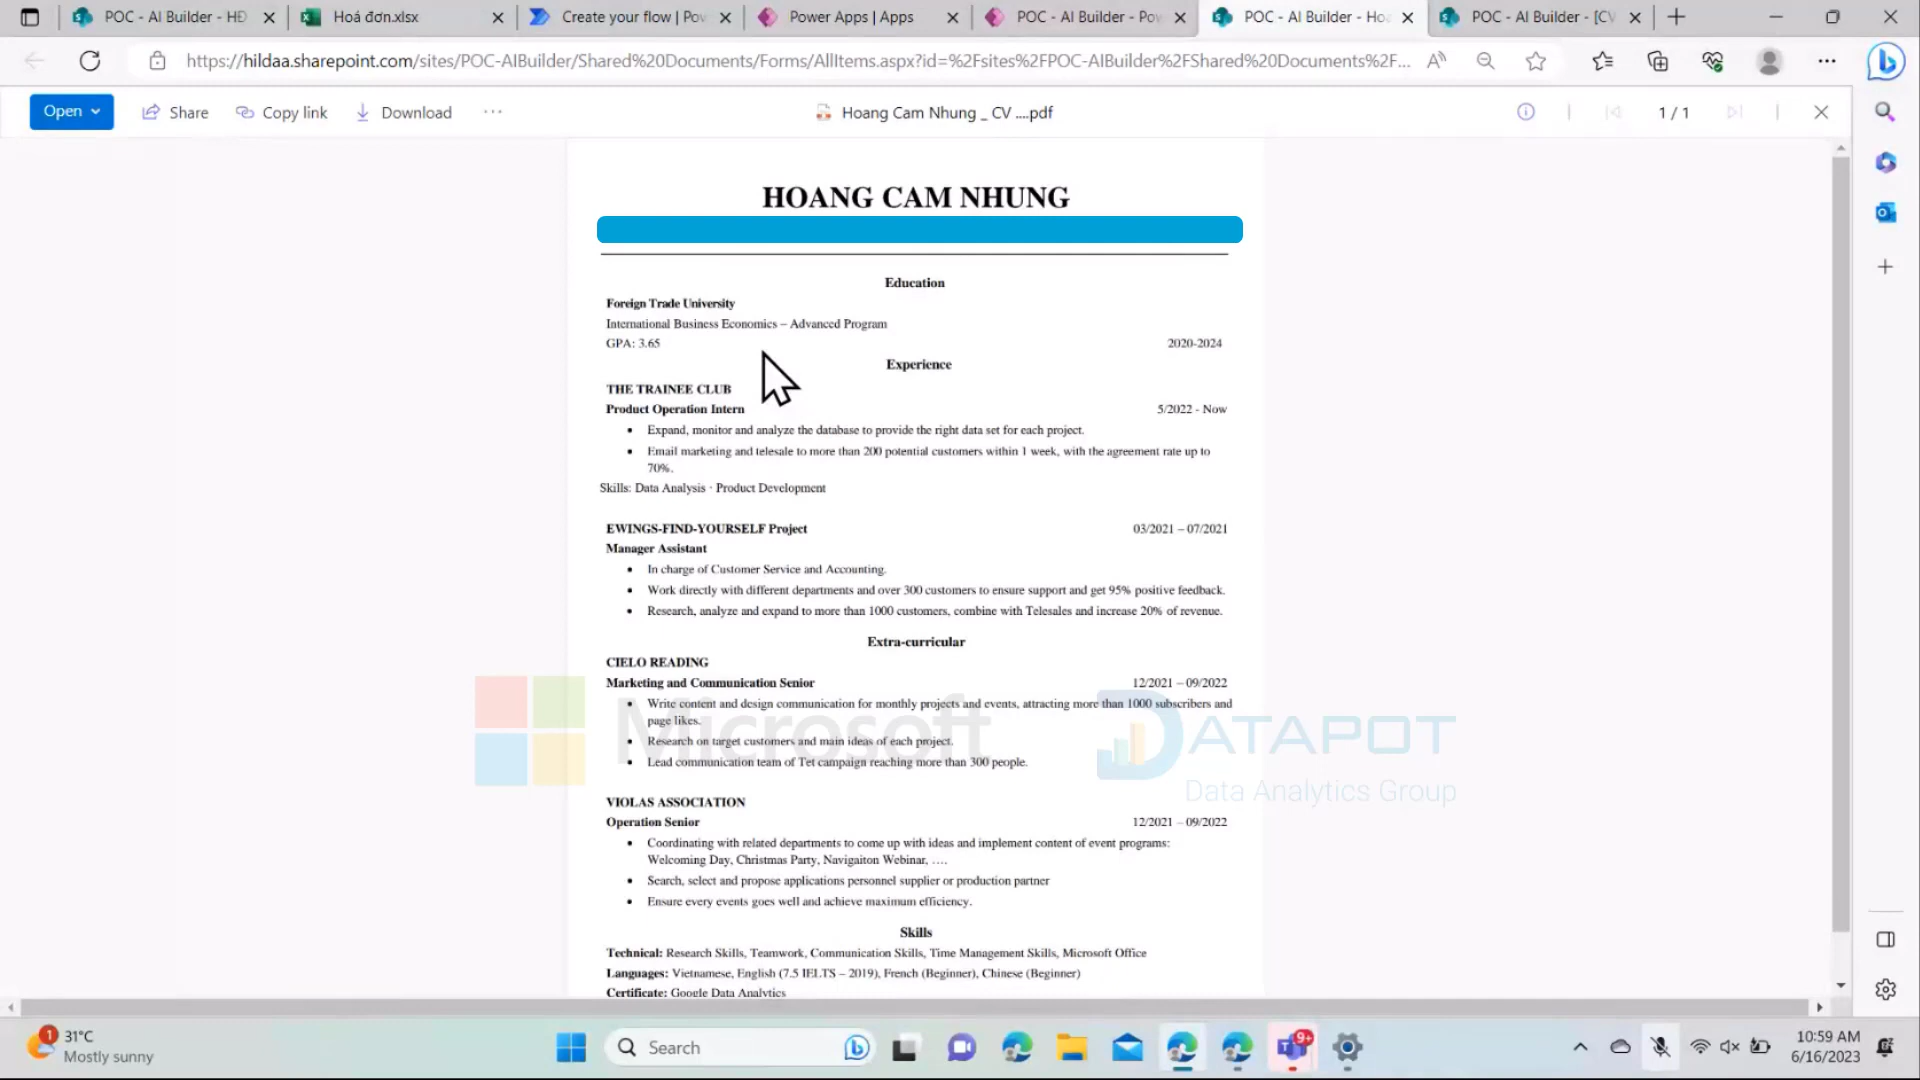 POC - AI Builder - HĐ
Hoá đơn.xlsx
Create your flow | Pow
Power Apps | Apps
POC - AI Builder - Pow
POC - AI Builder - Ho
POC - AI Builder - [CV
https://hildaa.sharepoint.com/sites/POC-AIBuilder/Shared%20Documents/Forms/AllItems.aspx?id=%2Fsites%2FPOC-AIBuilder%2FShared%20Documents%2F...
Open
Share
Copy link
Download
Hoang Cam Nhung _ CV ....pdf
1 / 1
HOANG CAM NHUNG
Education
Foreign Trade University
International Business Economics – Advanced Program
GPA: 3.65 2020-2024
Experience
THE TRAINEE CLUB
Product Operation Intern 5/2022 - Now
• Expand, monitor and analyze the database to provide the right data set for each project.
• Email marketing and telesale to more than 200 potential customers within 1 week, with the agreement rate up to
70%.
Skills: Data Analysis · Product Development
EWINGS-FIND-YOURSELF Project 03/2021 – 07/2021
Manager Assistant
• In charge of Customer Service and Accounting.
• Work directly with different departments and over 300 customers to ensure support and get 95% positive feedback.
• Research, analyze and expand to more than 1000 customers, combine with Telesales and increase 20% of revenue.
Extra-curricular
CIELO READING
Marketing and Communication Senior 12/2021 – 09/2022
• Write content and design communication for monthly projects and events, attracting more than 1000 subscribers and
page likes.
• Research on target customers and main ideas of each project.
• Lead communication team of Tet campaign reaching more than 300 people.
Microsoft
DATAPOT
Data Analytics Group
VIOLAS ASSOCIATION
Operation Senior 12/2021 – 09/2022
• Coordinating with related departments to come up with ideas and implement content of event programs:
Welcoming Day, Christmas Party, Navigaiton Webinar, ….
• Search, select and propose applications personnel supplier or production partner
• Ensure every events goes well and achieve maximum efficiency.
Skills
Technical: Research Skills, Teamwork, Communication Skills, Time Management Skills, Microsoft Office
Languages: Vietnamese, English (7.5 IELTS – 2019), French (Beginner), Chinese (Beginner)
Certificate: Google Data Analytics
1
31°C
Mostly sunny
Search
9+
10:59 AM
6/16/2023